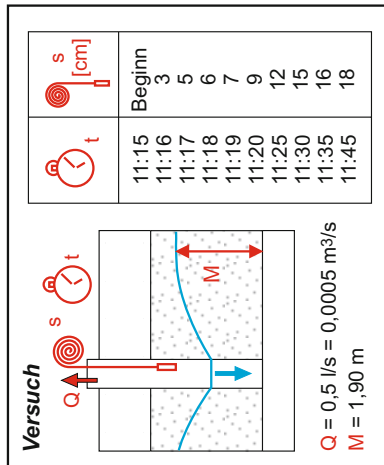 Versuch
Q
s
t
M
Q = 0,5 l/s = 0,0005 m³/s
M = 1,90 m
t s
[cm]
11:15 Beginn
11:16 3
11:17 5
11:18 6
11:19 7
11:20 9
11:25 12
11:30 15
11:35 16
11:45 18